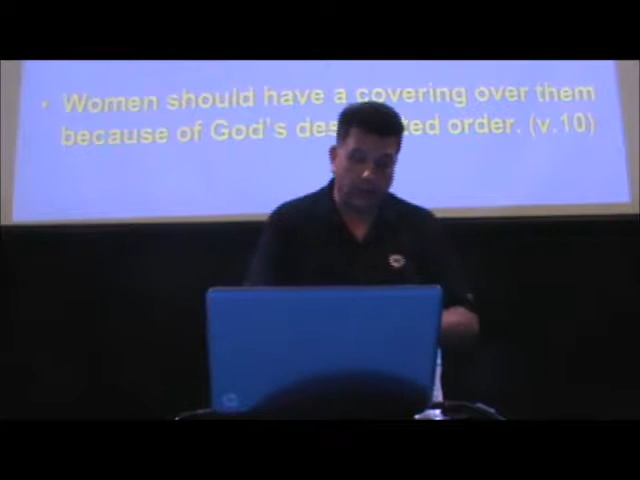 • Women should have a covering over them
because of God's order. (v.10)